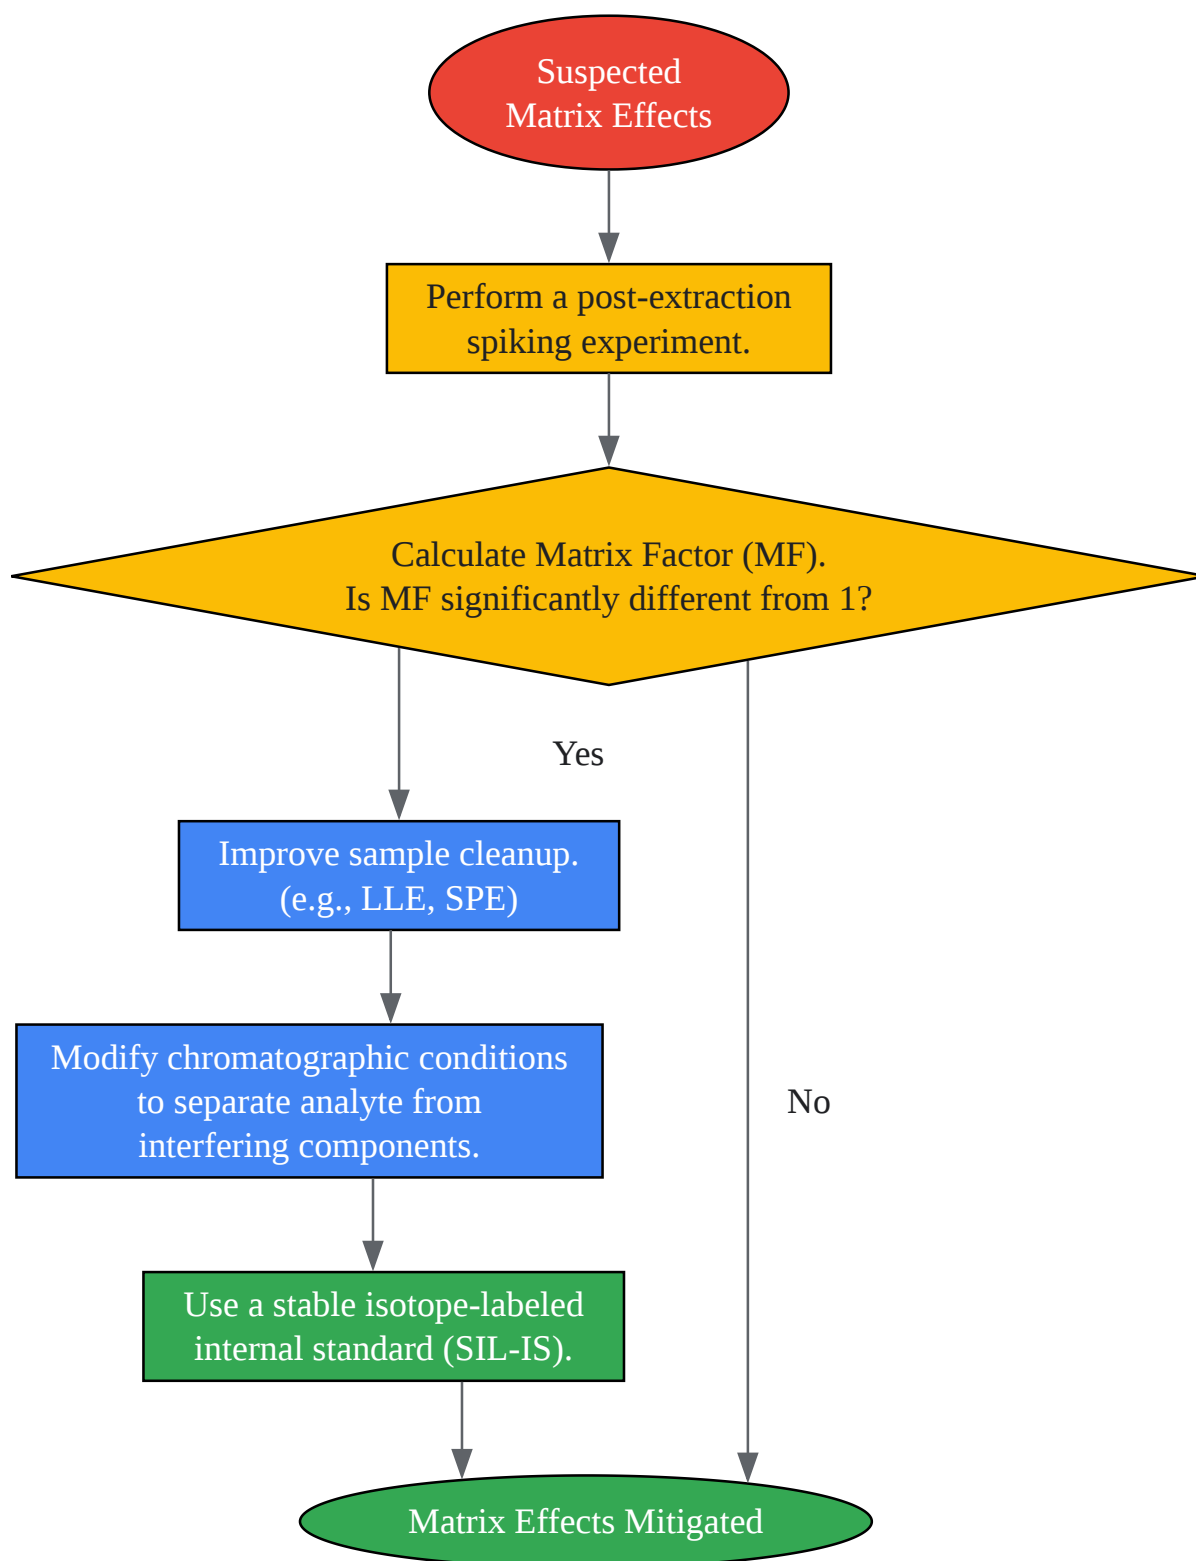 Suspected
Matrix Effects
Perform a post-extraction
spiking experiment.
Calculate Matrix Factor (MF).
Is MF significantly different from 1?
Yes
Improve sample cleanup.
(e.g., LLE, SPE)
Modify chromatographic conditions
to separate analyte from
interfering components.
No
Use a stable isotope-labeled
internal standard (SIL-IS).
Matrix Effects Mitigated